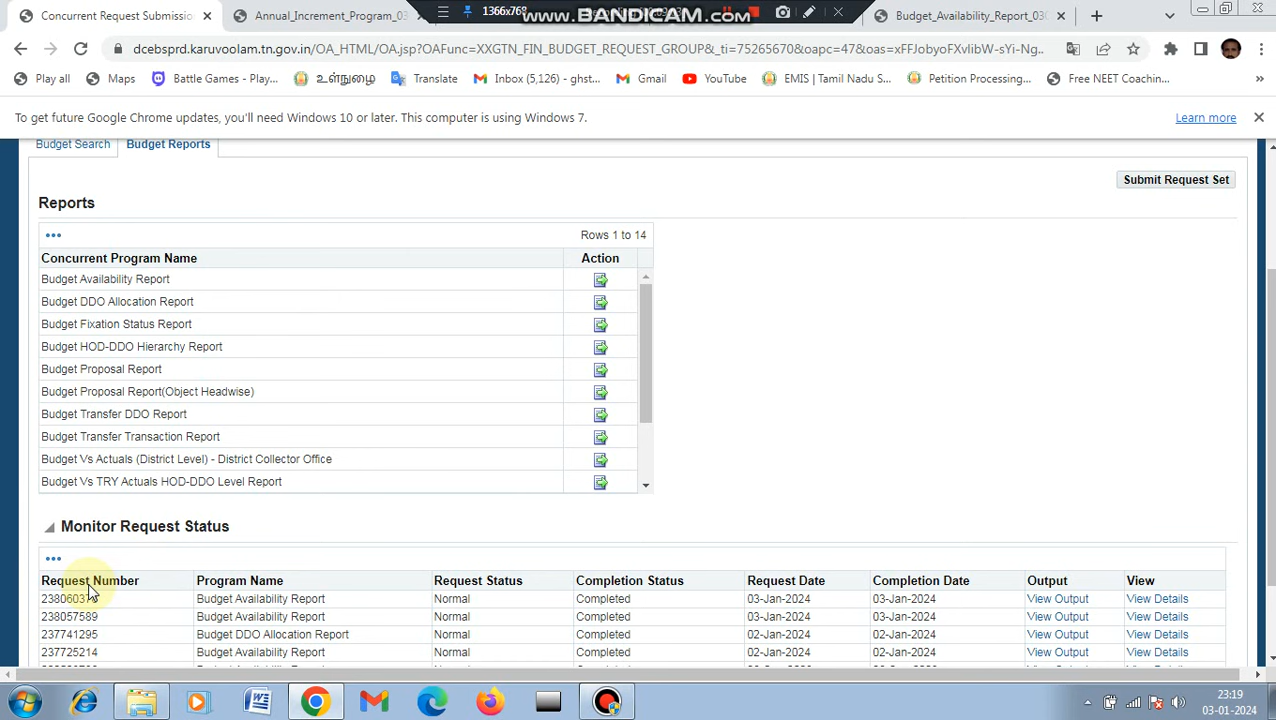 Concurrent Request Submissio
Annual_Increment_Program_03
1366x768
www.BANDICAM.com
Budget_Availability_Report_0
dcebsprd.karuvoolam.tn.gov.in/OA_HTML/OA.jsp?OAFunc=XXGTN_FIN_BUDGET_REQUEST_GROUP&_ti=75265670&oapc=47&oas=xFFJobyoFXvIibW-sYi-Ng..
Play all
Maps
Battle Games - Play...
உள்நுழை
Translate
Inbox (5,126) - ghst...
Gmail
YouTube
EMIS | Tamil Nadu S...
Petition Processing...
Free NEET Coachin...
»
To get future Google Chrome updates, you'll need Windows 10 or later. This computer is using Windows 7.
Learn more
Budget Search
Budget Reports
Submit Request Set
Reports
Rows 1 to 14
Concurrent Program Name Action
Budget Availability Report
Budget DDO Allocation Report
Budget Fixation Status Report
Budget HOD-DDO Hierarchy Report
Budget Proposal Report
Budget Proposal Report(Object Headwise)
Budget Transfer DDO Report
Budget Transfer Transaction Report
Budget Vs Actuals (District Level) - District Collector Office
Budget Vs TRY Actuals HOD-DDO Level Report
Monitor Request Status
Request Number Program Name Request Status Completion Status Request Date Completion Date Output View
Budget Availability Report Normal Completed 03-Jan-2024 03-Jan-2024 View Output View Details
238057589 Budget Availability Report Normal Completed 03-Jan-2024 03-Jan-2024 View Output View Details
237741295 Budget DDO Allocation Report Normal Completed 02-Jan-2024 02-Jan-2024 View Output View Details
237725214 Budget Availability Report Normal Completed 02-Jan-2024 02-Jan-2024 View Output View Details
23:19
03-01-2024